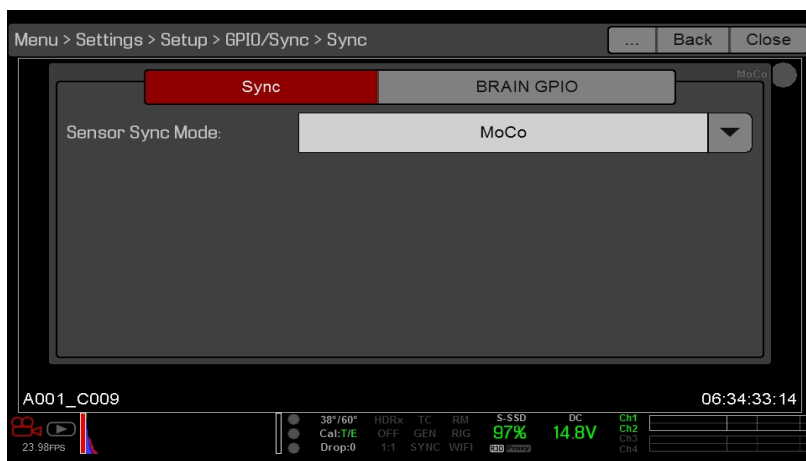 Menu > Settings > Setup > GPIO/Sync > Sync ... Back Close
MoCo
Sync BRAIN GPIO
Sensor Sync Mode: MoCo
A001_C009 06:34:33:14
38°/60° HDRx TC RM S-SSD DC Ch1
Cal:T/E OFF GEN RIG 97% 14.8V Ch2
Ch3
23.98FPS Drop:0 1:1 SYNC WIFI R3D Proxy Ch4